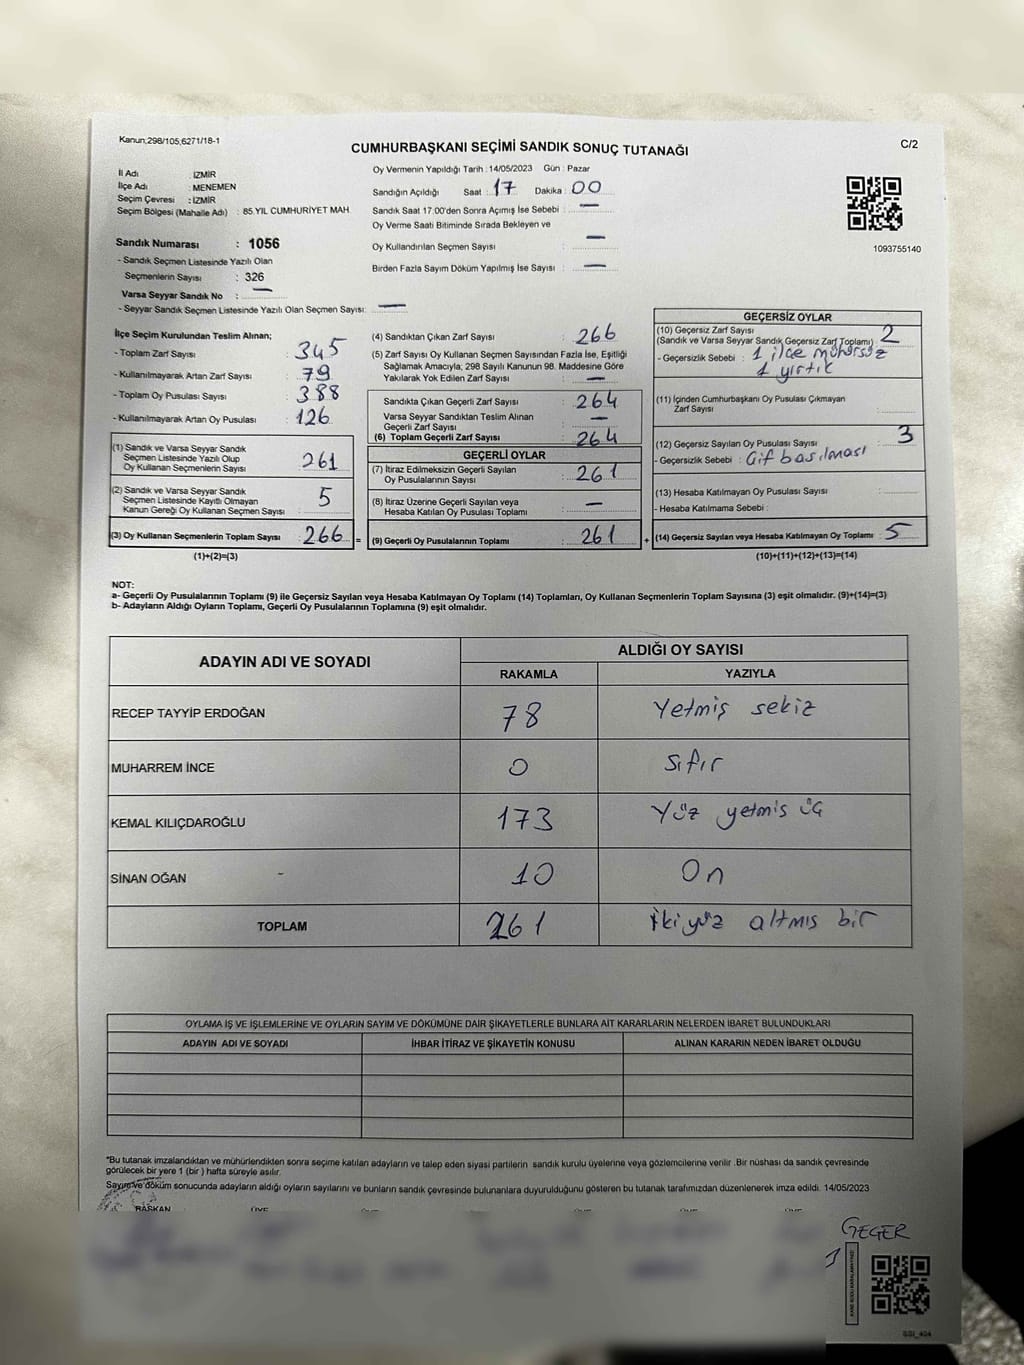 Kanun,298/105,6271/18-1
CUMHURBAŞKANI SEÇİMİ SANDIK SONUÇ TUTANAĞI
C/2
İl Adı İZMİR
İlçe Adı : MENEMEN
Seçim Çevresi : İZMİR
Seçim Bölgesi (Mahalle Adı) : 85.YIL CUMHURİYET MAH.
Sandık Numarası : 1056
- Sandık Seçmen Listesinde Yazılı Olan
Seçmenlerin Sayısı : 326
Varsa Seyyar Sandık No : —
- Seyyar Sandık Seçmen Listesinde Yazılı Olan Seçmen Sayısı: —
Oy Vermenin Yapıldığı Tarih : 14/05/2023 Gün : Pazar
Sandığın Açıldığı Saat : 17 Dakika : 00
Sandık Saat 17.00'den Sonra Açımış İse Sebebi : —
Oy Verme Saati Bitiminde Sırada Bekleyen ve
Oy Kullandırılan Seçmen Sayısı : —
Birden Fazla Sayım Döküm Yapılmış İse Sayısı : —
1093755140
İlçe Seçim Kurulundan Teslim Alınan;
- Toplam Zarf Sayısı : 345
- Kullanılmayarak Artan Zarf Sayısı : 79
- Toplam Oy Pusulası Sayısı : 388
- Kullanılmayarak Artan Oy Pusulası : 126
(1) Sandık ve Varsa Seyyar Sandık
Seçmen Listesinde Yazılı Olup
Oy Kullanan Seçmenlerin Sayısı : 261
(2) Sandık ve Varsa Seyyar Sandık
Seçmen Listesinde Kayıtlı Olmayan
Kanun Gereği Oy Kullanan Seçmen Sayısı : 5
(3) Oy Kullanan Seçmenlerin Toplam Sayısı : 266 =
(1)+(2)=(3)
(4) Sandıktan Çıkan Zarf Sayısı : 266
(5) Zarf Sayısı Oy Kullanan Seçmen Sayısından Fazla İse, Eşitliği
Sağlamak Amacıyla, 298 Sayılı Kanunun 98. Maddesine Göre
Yakılarak Yok Edilen Zarf Sayısı : —
Sandıkta Çıkan Geçerli Zarf Sayısı : 264
Varsa Seyyar Sandıktan Teslim Alınan
Geçerli Zarf Sayısı : —
(6) Toplam Geçerli Zarf Sayısı : 264
GEÇERLİ OYLAR
(7) İtiraz Edilmeksizin Geçerli Sayılan
Oy Pusulalarının Sayısı : 261
(8) İtiraz Üzerine Geçerli Sayılan veya
Hesaba Katılan Oy Pusulası Toplamı : —
(9) Geçerli Oy Pusulalarının Toplamı : 261 +
GEÇERSİZ OYLAR
(10) Geçersiz Zarf Sayısı
(Sandık ve Varsa Seyyar Sandık Geçersiz Zarf Toplamı) 2
- Geçersizlik Sebebi : 1 ilçe mühürsüz
1 yırtık
(11) İçinden Cumhurbaşkanı Oy Pusulası Çıkmayan
Zarf Sayısı :
(12) Geçersiz Sayılan Oy Pusulası Sayısı : 3
- Geçersizlik Sebebi : Çif basılması
(13) Hesaba Katılmayan Oy Pusulası Sayısı :
- Hesaba Katılmama Sebebi :
(14) Geçersiz Sayılan veya Hesaba Katılmayan Oy Toplamı : 5
(10)+(11)+(12)+(13)=(14)
NOT:
a- Geçerli Oy Pusulalarının Toplamı (9) ile Geçersiz Sayılan veya Hesaba Katılmayan Oy Toplamı (14) Toplamları, Oy Kullanan Seçmenlerin Toplam Sayısına (3) eşit olmalıdır. (9)+(14)=(3)
b- Adayların Aldığı Oyların Toplamı, Geçerli Oy Pusulalarının Toplamına (9) eşit olmalıdır.
ADAYIN ADI VE SOYADI ALDIĞI OY SAYISI
RAKAMLA YAZIYLA
RECEP TAYYİP ERDOĞAN 78 Yetmiş sekiz
MUHARREM İNCE 0 Sıfır
KEMAL KILIÇDAROĞLU 173 Yüz yetmiş üç
SİNAN OĞAN - 10 On
TOPLAM 261 İkiyüz altmış bir
OYLAMA İŞ VE İŞLEMLERİNE VE OYLARIN SAYIM VE DÖKÜMÜNE DAİR ŞİKAYETLERLE BUNLARA AİT KARARLARIN NELERDEN İBARET BULUNDUKLARI
ADAYIN ADI VE SOYADI İHBAR İTİRAZ VE ŞİKAYETİN KONUSU ALINAN KARARIN NEDEN İBARET OLDUĞU
*Bu tutanak imzalandıktan ve mühürlendikten sonra seçime katılan adayların ve talep eden siyasi partilerin sandık kurulu üyelerine veya gözlemcilerine verilir .Bir nüshası da sandık çevresinde
görülecek bir yere 1 (bir ) hafta süreyle asılır.
Sayım ve döküm sonucunda adayların aldığı oyların sayılarını ve bunların sandık çevresinde bulunanlara duyurulduğunu gösteren bu tutanak tarafımızdan düzenlenerek imza edildi. 14/05/2023
BAŞKAN ÜYE ÜYE ÜYE ÜYE ÜYE ÜYE
GEGER
1
KARE KODU KARALAMAYINIZ!
SSI_404